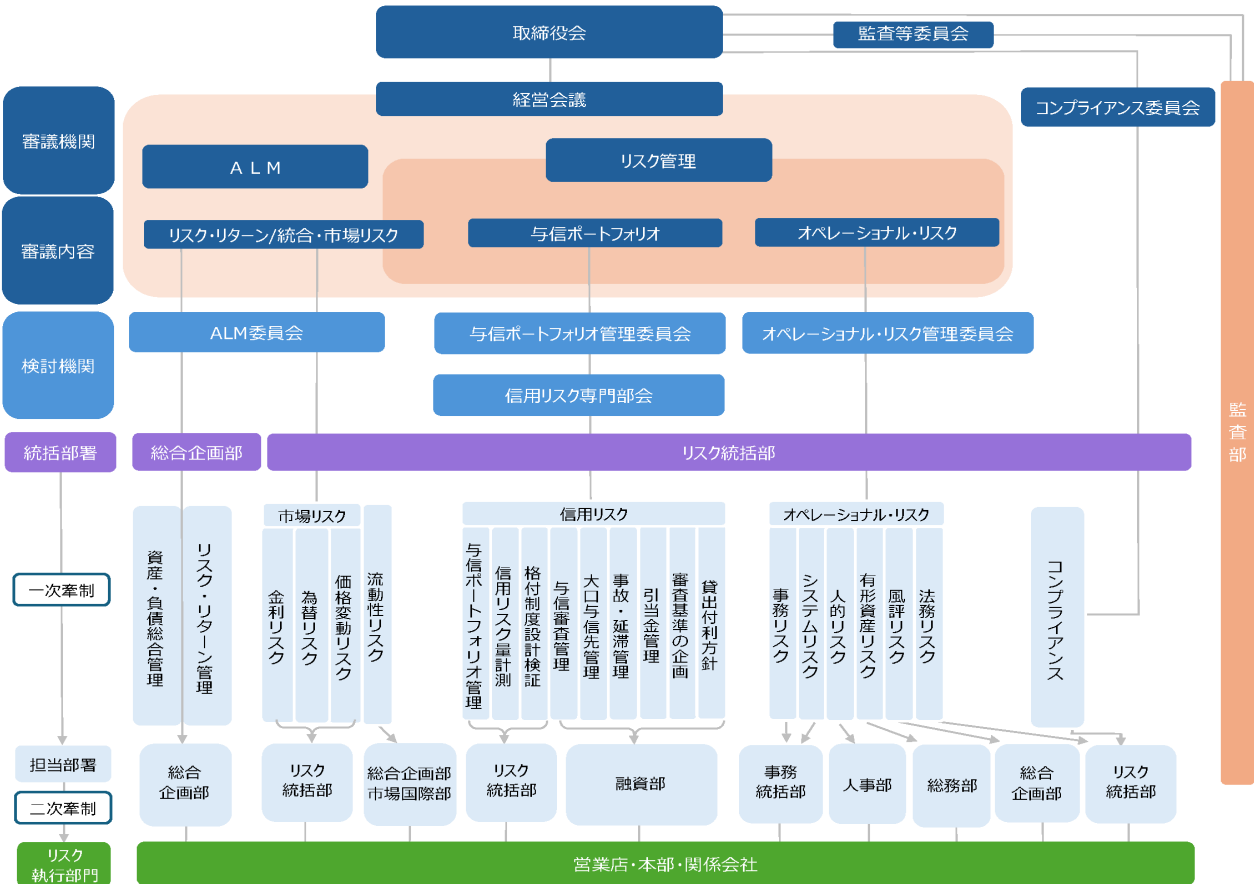 取締役会
監査等委員会
経営会議
コンプライアンス委員会
審議機関
ALM
リスク管理
審議内容
リスク・リターン/統合・市場リスク
与信ポートフォリオ
オペレーショナル・リスク
検討機関
ALM委員会
与信ポートフォリオ管理委員会
オペレーショナル・リスク管理委員会
信用リスク専門部会
監査部
統括部署
総合企画部
リスク統括部
一次牽制
資産・負債総合管理
リスク・リターン管理
市場リスク
金利リスク
為替リスク
価格変動リスク
流動性リスク
信用リスク
与信ポートフォリオ管理
信用リスク量計測
格付制度設計検証
与信審査管理
大口与信先管理
事故・延滞管理
引当金管理
審査基準の企画
貸出付利方針
オペレーショナル・リスク
事務リスク
システムリスク
人的リスク
有形資産リスク
風評リスク
法務リスク
コンプライアンス
担当部署
総合
企画部
リスク
統括部
総合企画部
市場国際部
リスク
統括部
融資部
事務
統括部
人事部
総務部
総合
企画部
リスク
統括部
二次牽制
リスク
執行部門
営業店・本部・関係会社